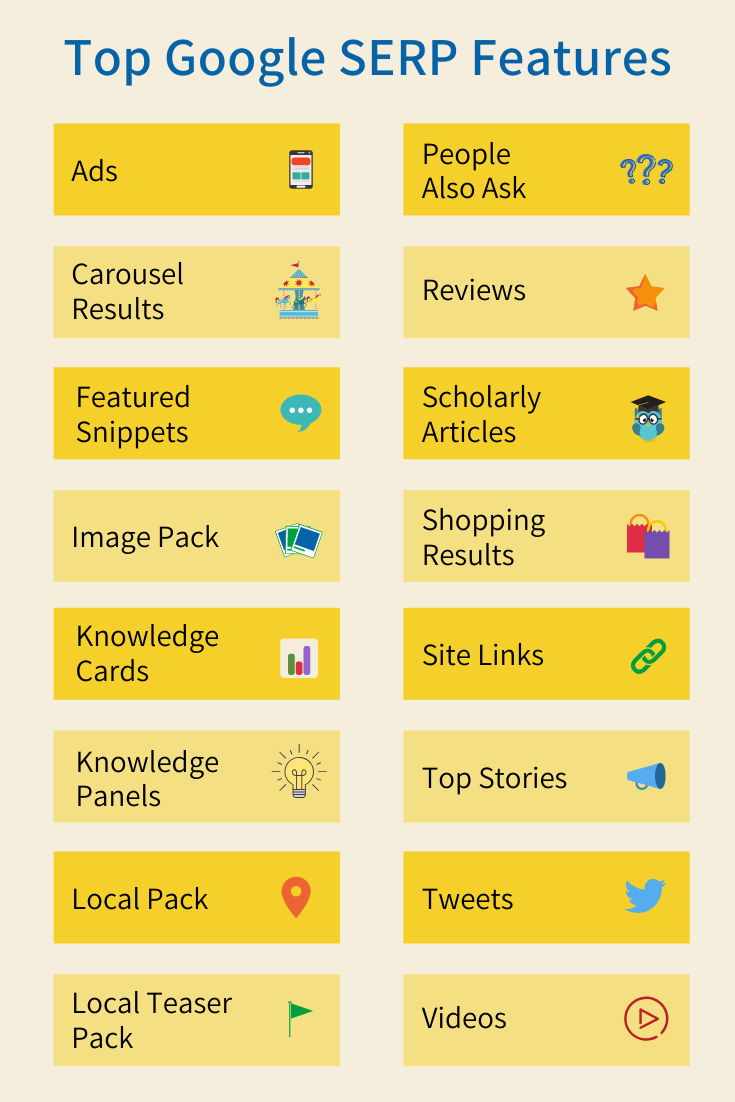 Top Google SERP Features
Ads
Carousel
Results
Featured
Snippets
Image Pack
Knowledge
Cards
Knowledge
Panels
Local Pack
Local Teaser
Pack
People
Also Ask
???
Reviews
Scholarly
Articles
Shopping
Results
Site Links
Top Stories
Tweets
Videos